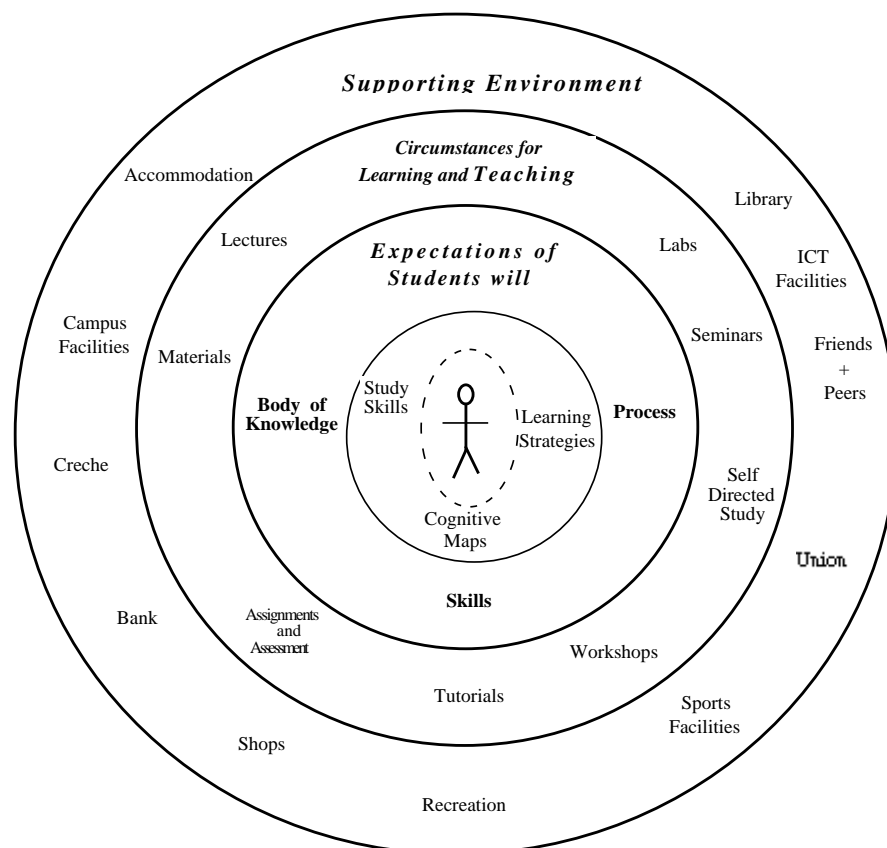 Supporting Environment
Circumstances for
Learning and Teaching
Accommodation
Library
Lectures
Labs
Expectations of
Students will
ICT
Facilities
Campus
Facilities
Materials
Seminars
Friends
+
Peers
Study
Skills
Body of
Knowledge
Learning
Strategies
Process
Creche
Self
Directed
Study
Cognitive
Maps
Union
Skills
Bank
Assignments
and
Assessment
Workshops
Tutorials
Sports
Facilities
Shops
Recreation